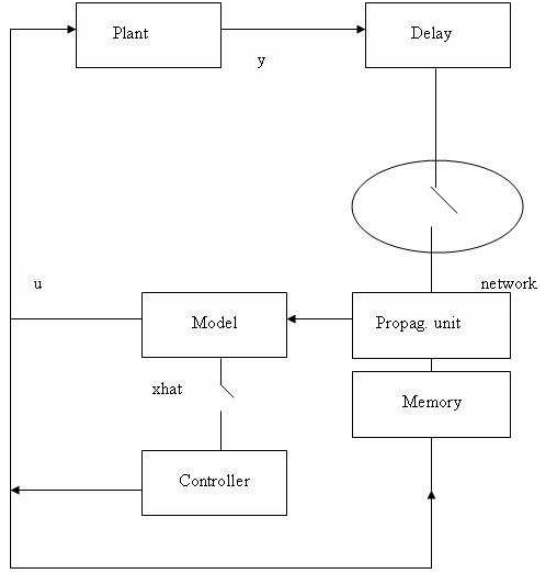 Plant
Delay
y
network
u
Model
Propag. unit
xhat
Memory
Controller